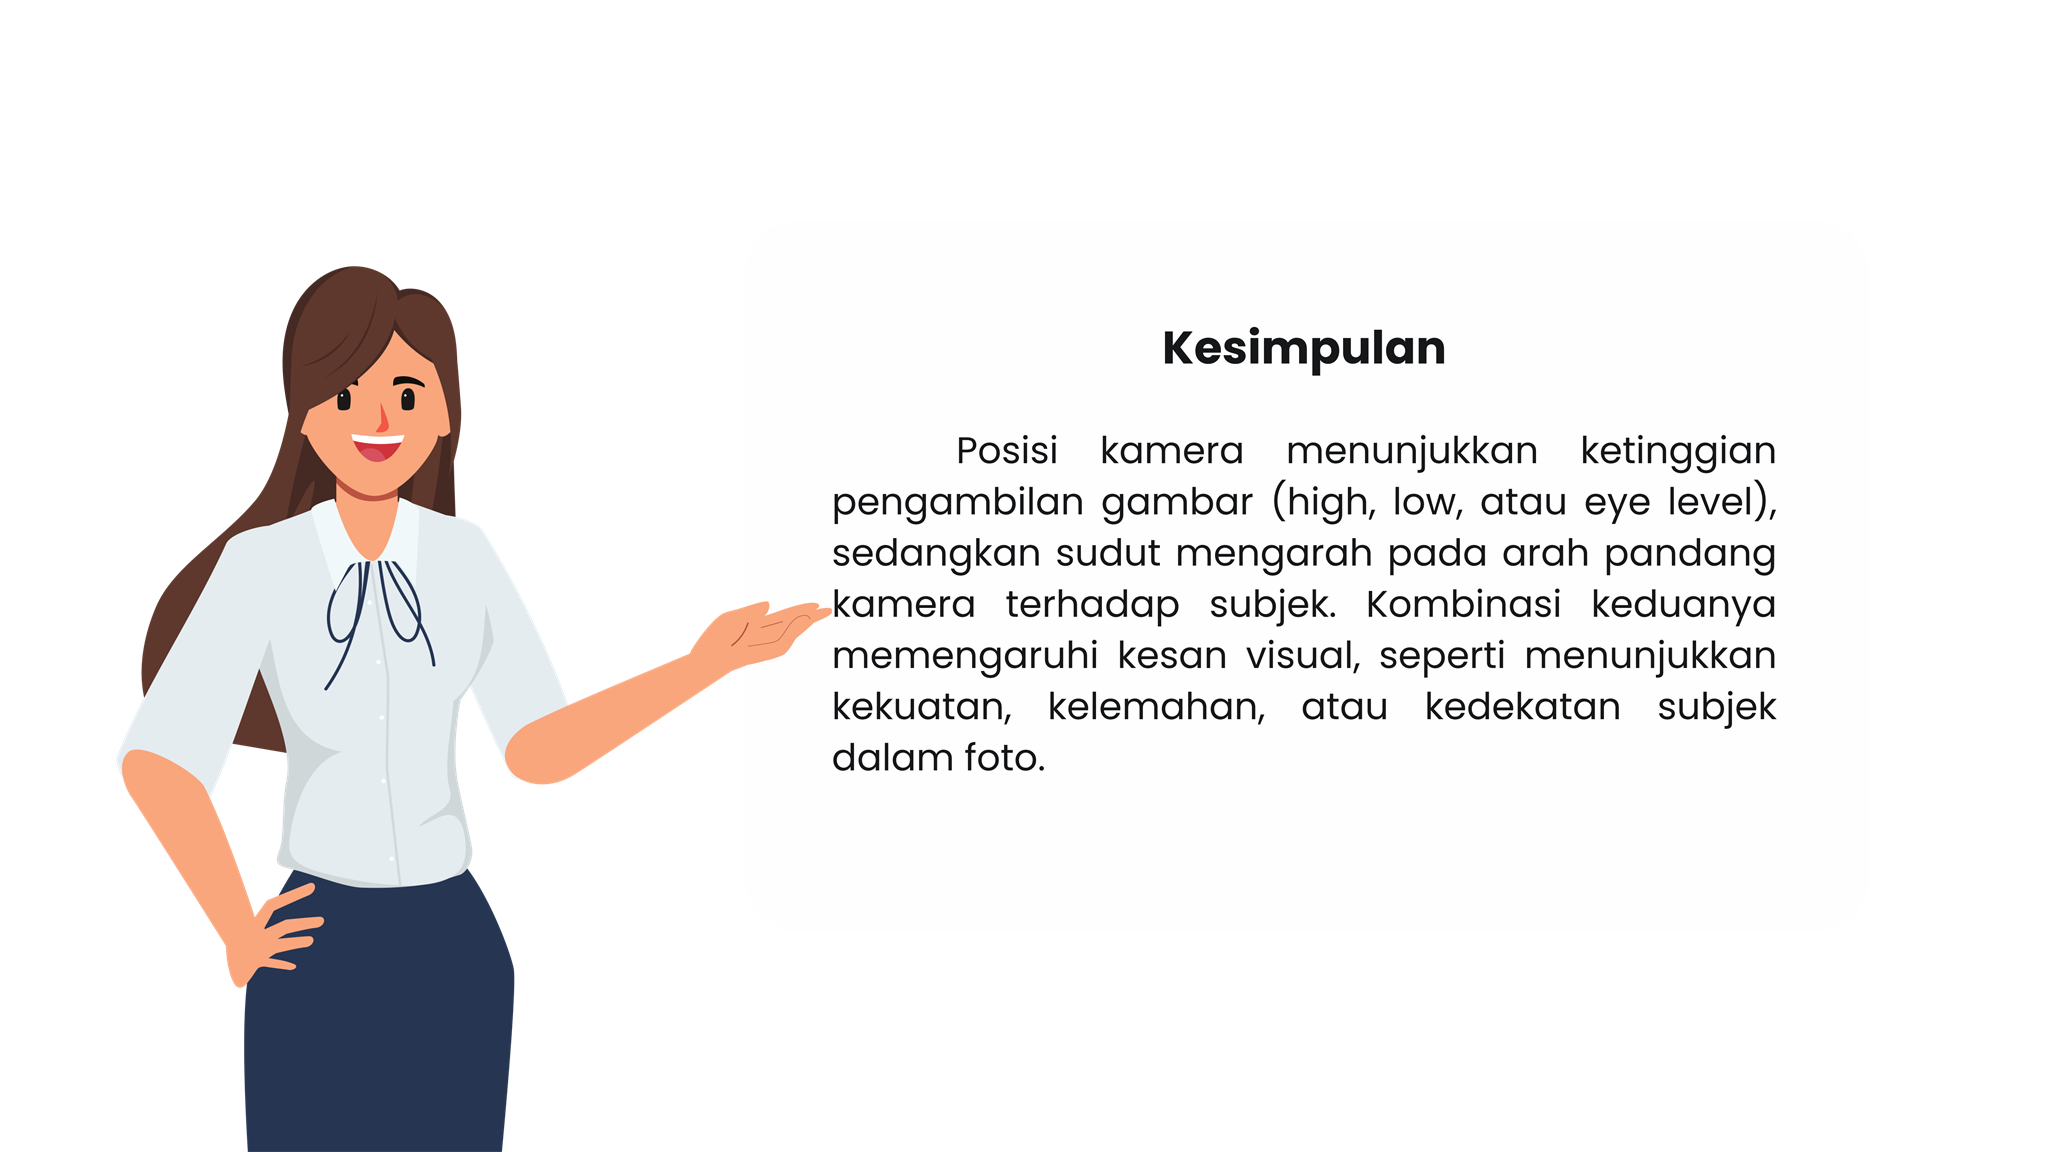 Kesimpulan
Posisi kamera menunjukkan ketinggian
pengambilan gambar (high, low, atau eye level),
sedangkan sudut mengarah pada arah pandang
kamera terhadap subjek. Kombinasi keduanya
memengaruhi kesan visual, seperti menunjukkan
kekuatan, kelemahan, atau kedekatan subjek
dalam foto.